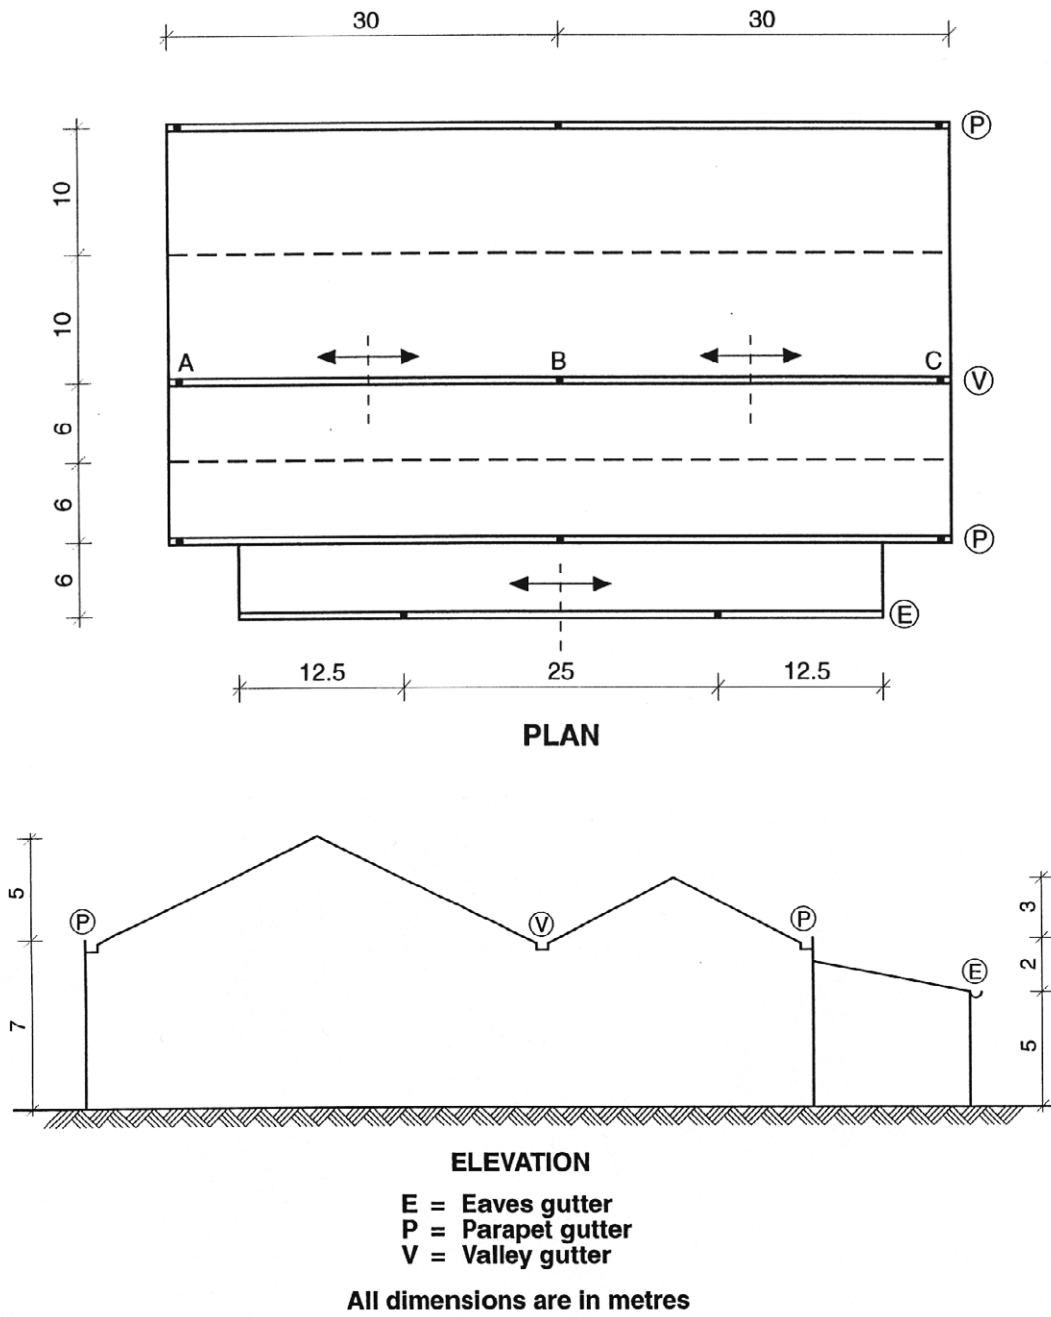 30 30
P
10
10
A B C
V
6
6
P
6
E
12.5 25 12.5
PLAN
5
P V P
3
2
E
7
5
ELEVATION
E = Eaves gutter
P = Parapet gutter
V = Valley gutter
All dimensions are in metres